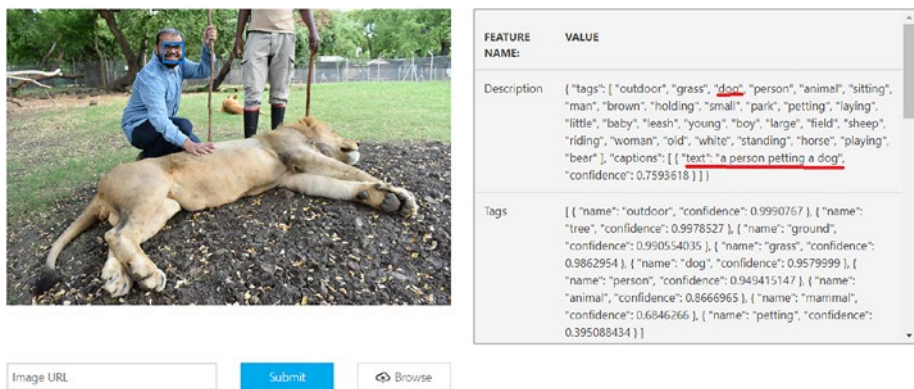 FEATURE NAME: VALUE
Description { "tags": [ "outdoor", "grass", "dog", "person", "animal", "sitting",
"man", "brown", "holding", "small", "park", "petting", "laying",
"little", "baby", "leash", "young", "boy", "large", "field", "sheep",
"riding", "woman", "old", "white", "standing", "horse", "playing",
"bear" ], "captions": [ { "text": "a person petting a dog",
"confidence": 0.7593618 } ] }
Tags [ { "name": "outdoor", "confidence": 0.9990767 }, { "name":
"tree", "confidence": 0.9978527 }, { "name": "ground",
"confidence": 0.990554035 }, { "name": "grass", "confidence":
0.9862954 }, { "name": "dog", "confidence": 0.9579999 }, {
"name": "person", "confidence": 0.949415147 }, { "name":
"animal", "confidence": 0.8666965 }, { "name": "mammal",
"confidence": 0.6846266 }, { "name": "petting", "confidence":
0.395088434 } ]
Image URL Submit Browse